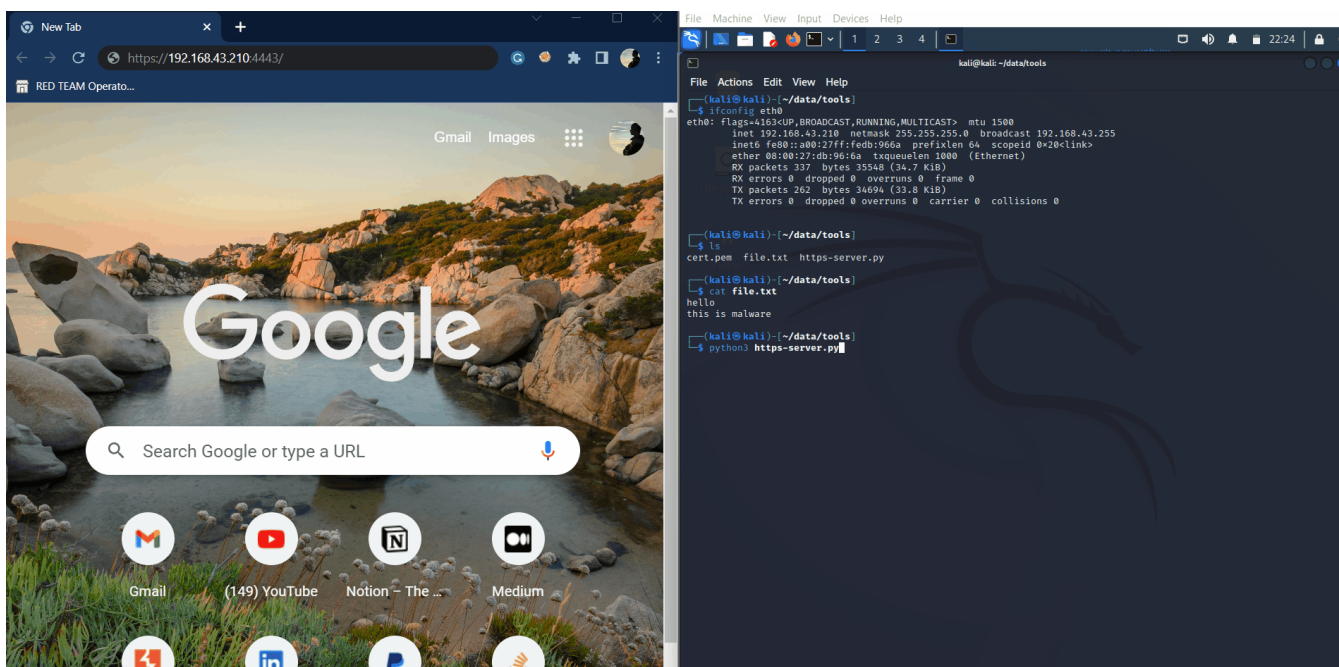 New Tab
https://192.168.43.210:4443/
RED TEAM Operato...
Gmail Images
Google
Search Google or type a URL
Gmail
(149) YouTube
Notion – The ...
Medium
File Machine View Input Devices Help
1 2 3 4
22:24
kali@kali: ~/data/tools
File Actions Edit View Help
(kali㉿kali)-[~/data/tools]
$ ifconfig eth0
eth0: flags=4163<UP,BROADCAST,RUNNING,MULTICAST> mtu 1500
inet 192.168.43.210 netmask 255.255.255.0 broadcast 192.168.43.255
inet6 fe80::a00:27ff:fedb:966a prefixlen 64 scopeid 0×20<link>
ether 08:00:27:db:96:6a txqueuelen 1000 (Ethernet)
RX packets 337 bytes 35548 (34.7 KiB)
RX errors 0 dropped 0 overruns 0 frame 0
TX packets 262 bytes 34694 (33.8 KiB)
TX errors 0 dropped 0 overruns 0 carrier 0 collisions 0
(kali㉿kali)-[~/data/tools]
$ ls
cert.pem file.txt https-server.py
(kali㉿kali)-[~/data/tools]
$ cat file.txt
hello
this is malware
(kali㉿kali)-[~/data/tools]
$ python3 https-server.py